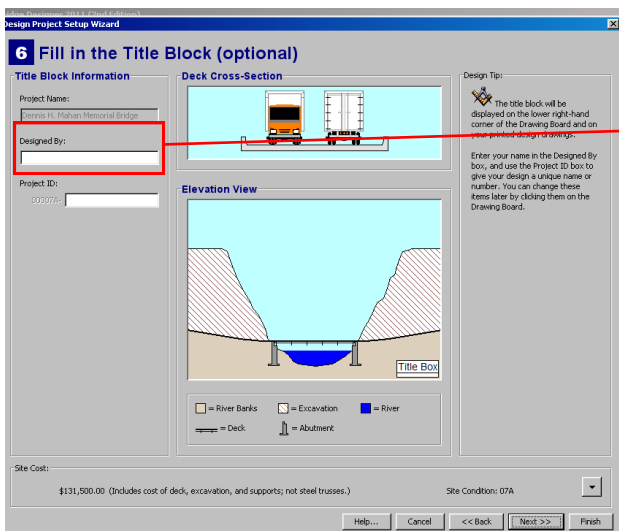 Bridge Designer 2011 (2nd Edition)
Design Project Setup Wizard
6 Fill in the Title Block (optional)
Title Block Information
Project Name:
Dennis H. Mahan Memorial Bridge
Designed By:
Project ID:
00007A-
Deck Cross-Section
Elevation View
Title Box
= River Banks
= Excavation
= River
= Deck
= Abutment
Design Tip:
The title block will be
displayed on the lower right-hand
corner of the Drawing Board and on
your printed design drawings.
Enter your name in the Designed By
box, and use the Project ID box to
give your design a unique name or
number. You can change these
items later by clicking them on the
Drawing Board.
Site Cost:
$131,500.00 (Includes cost of deck, excavation, and supports; not steel trusses.)
Site Condition: 07A
Help...
Cancel
<< Back
Next >>
Finish